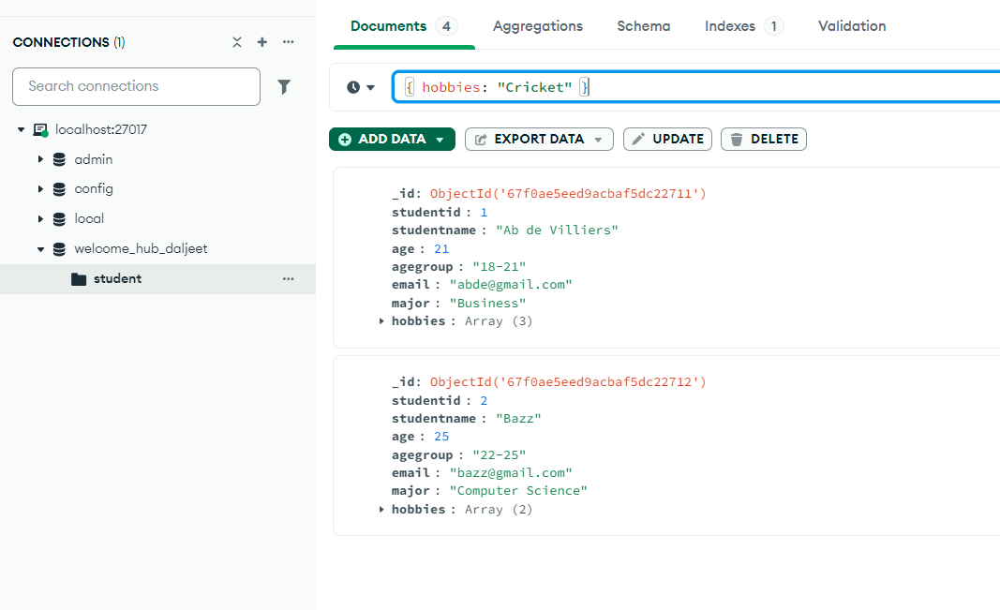 CONNECTIONS (1)
Search connections
localhost:27017
admin
config
local
welcome_hub_daljeet
student
Documents 4 Aggregations Schema Indexes 1 Validation
{ hobbies: "Cricket" }
ADD DATA EXPORT DATA UPDATE DELETE
_id: ObjectId('67f0ae5eed9acbaf5dc22711')
studentid : 1
studentname : "Ab de Villiers"
age : 21
agegroup : "18-21"
email : "abde@gmail.com"
major : "Business"
hobbies : Array (3)
_id: ObjectId('67f0ae5eed9acbaf5dc22712')
studentid : 2
studentname : "Bazz"
age : 25
agegroup : "22-25"
email : "bazz@gmail.com"
major : "Computer Science"
hobbies : Array (2)